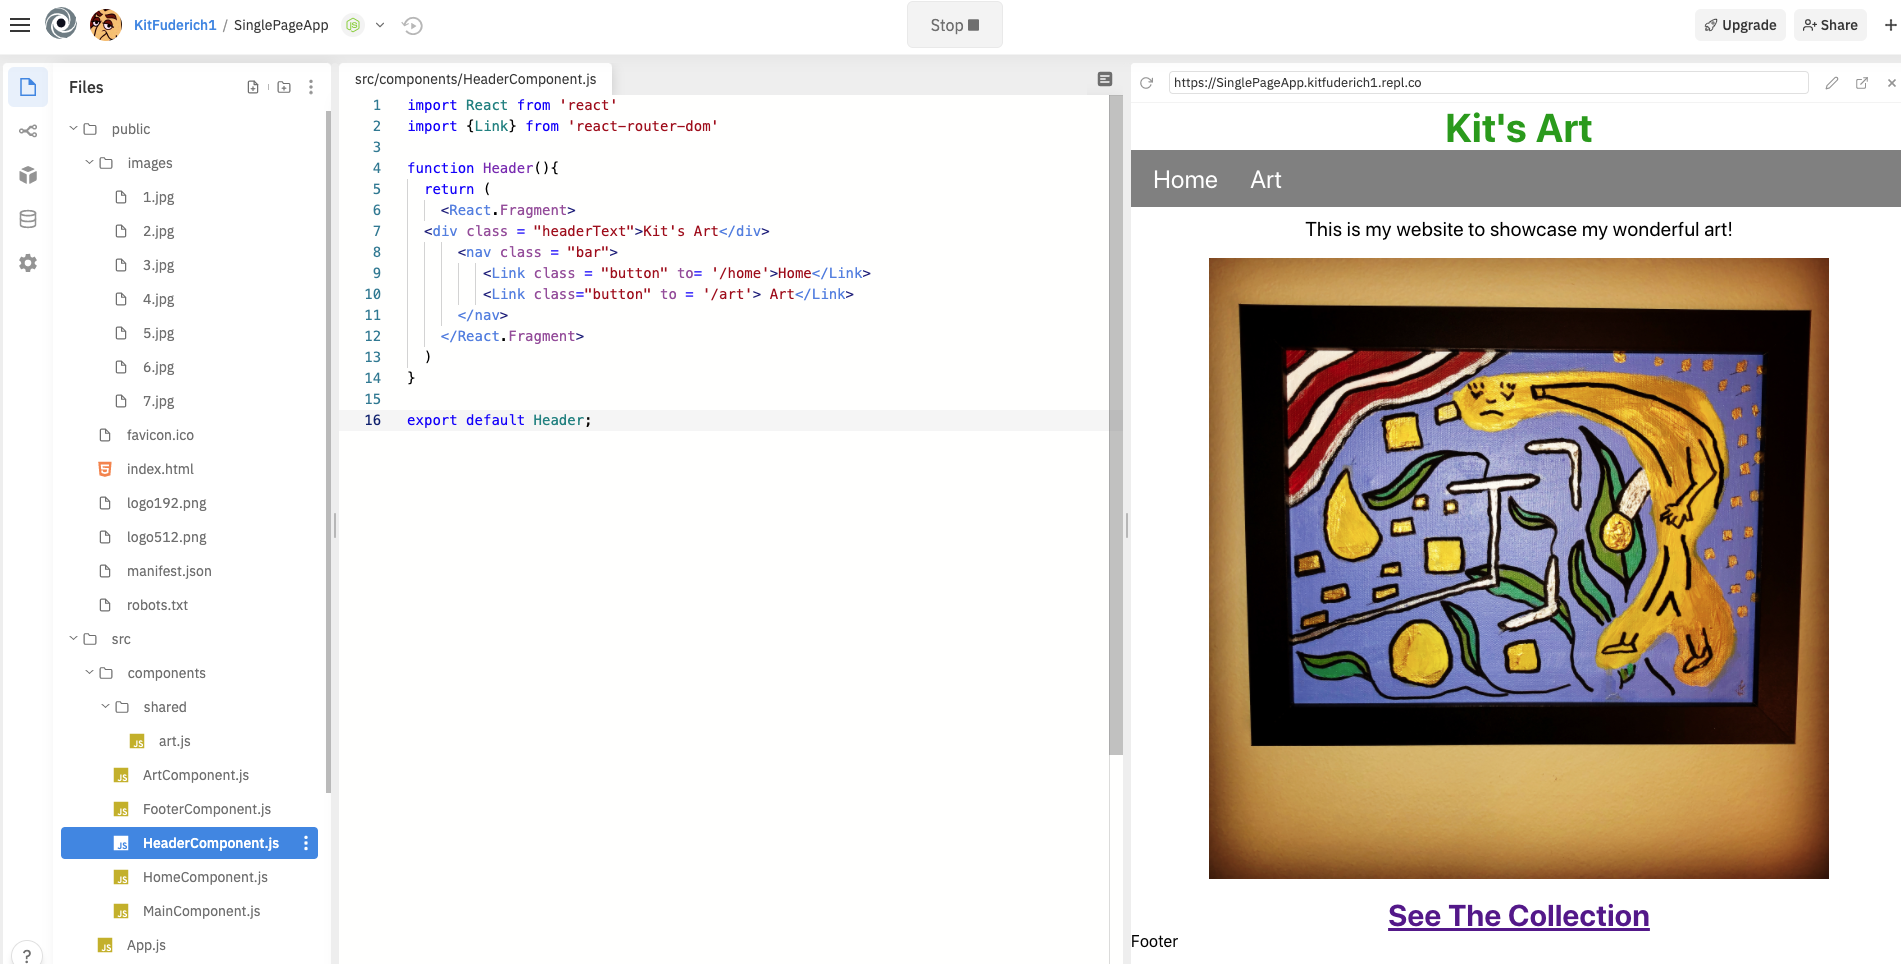 KitFuderich1 / SinglePageApp
Stop
Upgrade
Share
Files
public
images
1.jpg
2.jpg
3.jpg
4.jpg
5.jpg
6.jpg
7.jpg
favicon.ico
index.html
logo192.png
logo512.png
manifest.json
robots.txt
src
components
shared
art.js
ArtComponent.js
FooterComponent.js
HeaderComponent.js
HomeComponent.js
MainComponent.js
App.js
?
src/components/HeaderComponent.js
1 import React from 'react'
2 import {Link} from 'react-router-dom'
3
4 function Header(){
5 return (
6 <React.Fragment>
7 <div class = "headerText">Kit's Art</div>
8 <nav class = "bar">
9 <Link class = "button" to= '/home'>Home</Link>
10 <Link class="button" to = '/art'> Art</Link>
11 </nav>
12 </React.Fragment>
13 )
14 }
15
16 export default Header;
https://SinglePageApp.kitfuderich1.repl.co
Kit's Art
Home Art
This is my website to showcase my wonderful art!
See The Collection
Footer